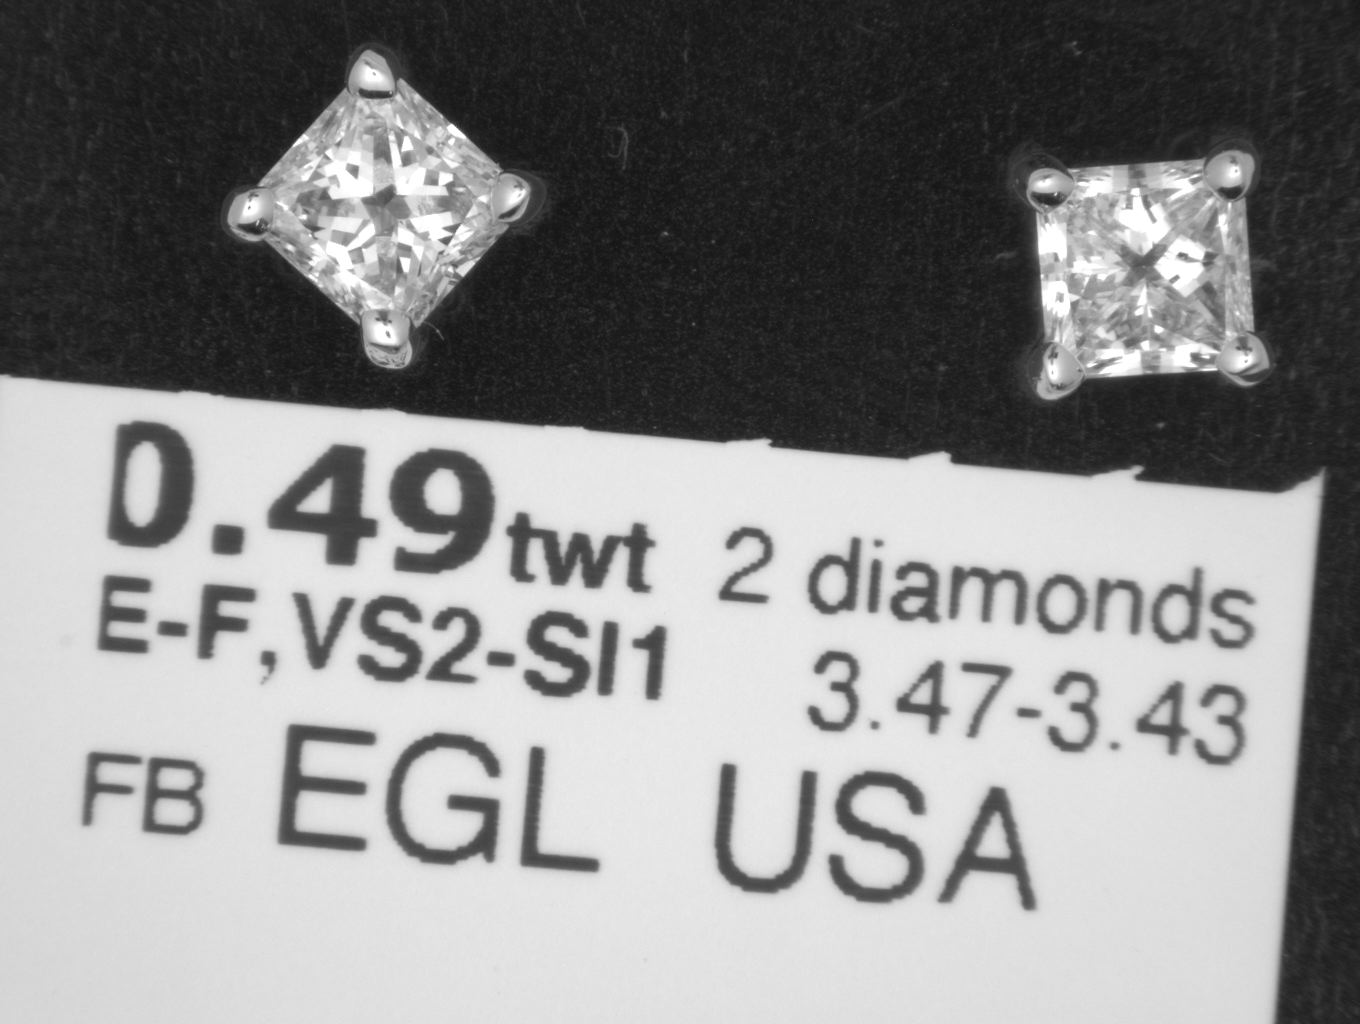 0.49twt 2 diamonds
E-F,VS2-SI1 3.47-3.43
FB EGL USA